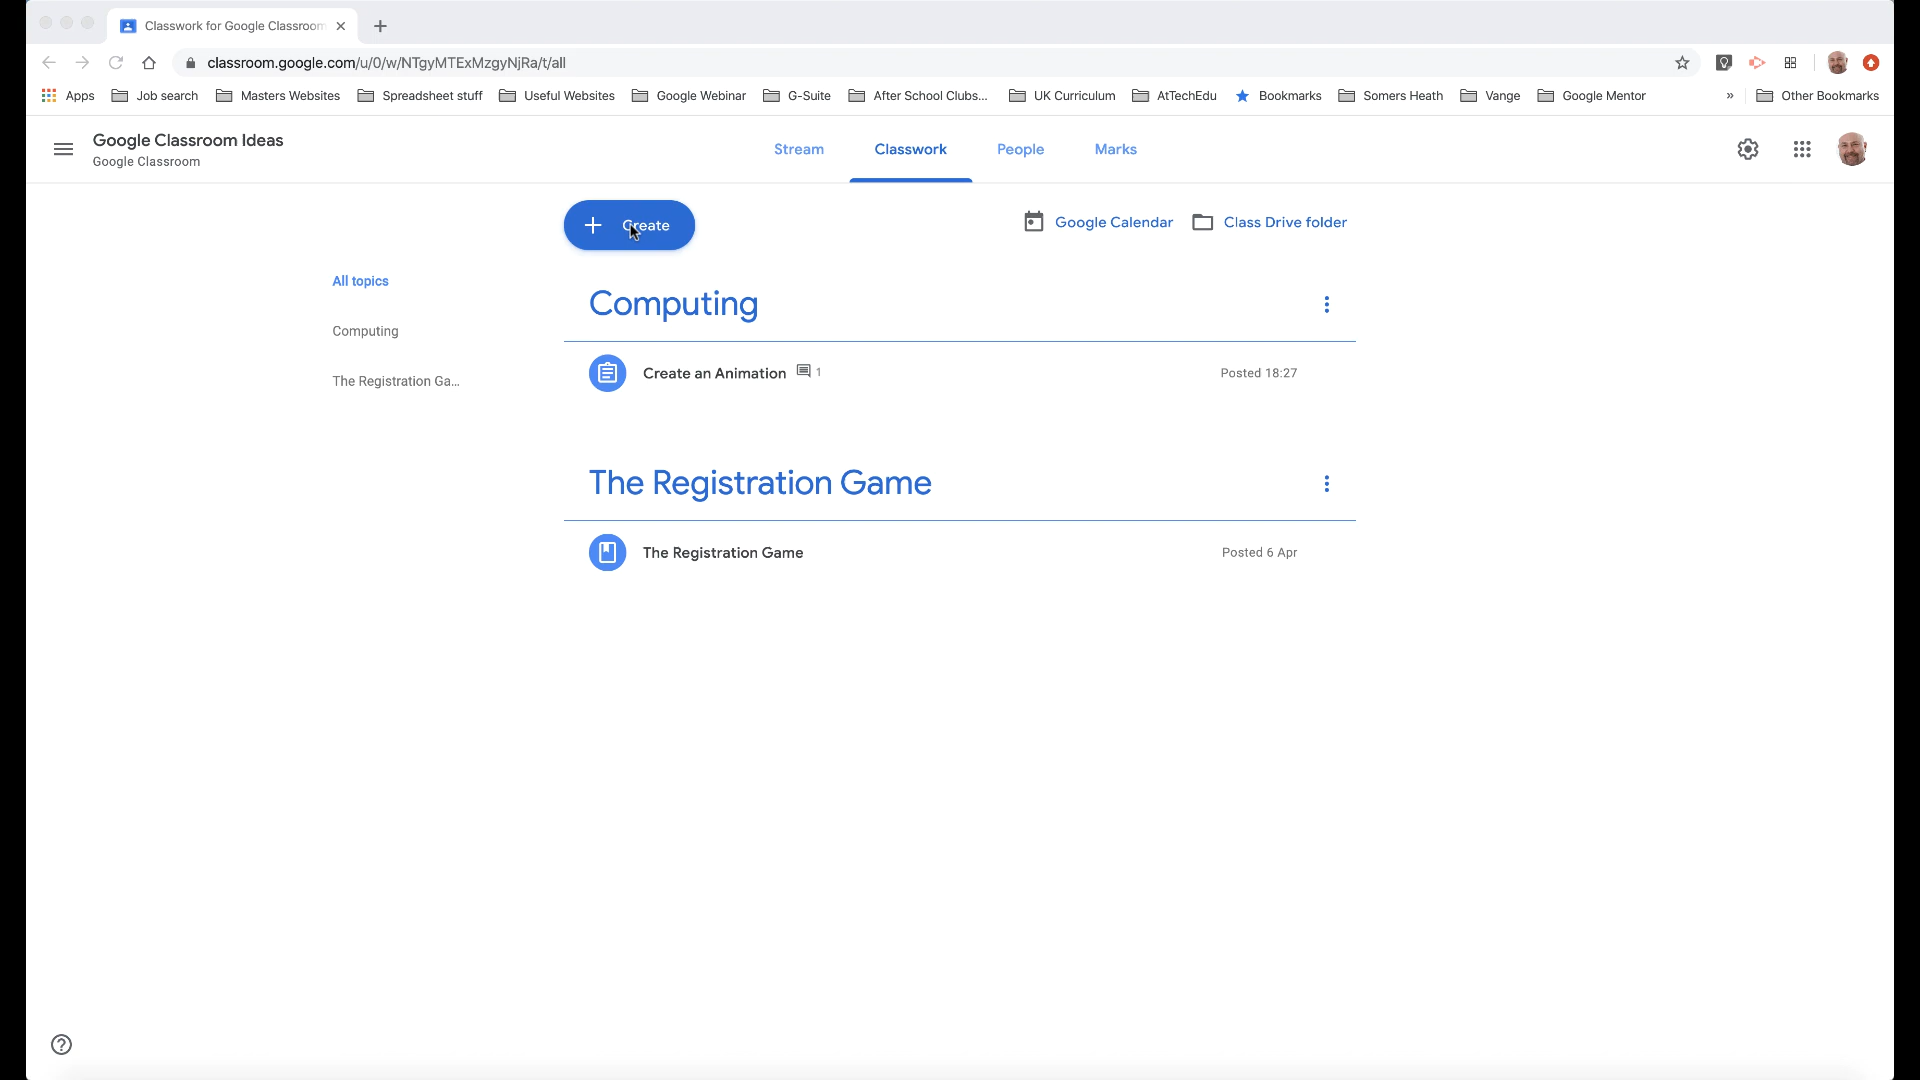 Classwork for Google Classroom
classroom.google.com/u/0/w/NTgyMTExMzgyNjRa/t/all
Apps Job search Masters Websites Spreadsheet stuff Useful Websites Google Webinar G-Suite After School Clubs... UK Curriculum AtTechEdu Bookmarks Somers Heath Vange Google Mentor » Other Bookmarks
Google Classroom Ideas
Google Classroom
Stream Classwork People Marks
+ Create
Google Calendar Class Drive folder
All topics
Computing
The Registration Ga...
Computing
Create an Animation 1 Posted 18:27
The Registration Game
The Registration Game Posted 6 Apr